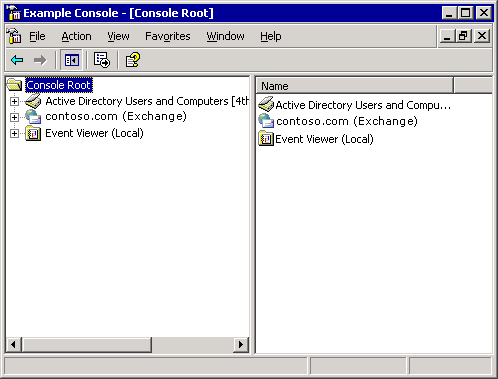 Example Console - [Console Root]
File Action View Favorites Window Help
Console Root
Active Directory Users and Computers [4th
contoso.com (Exchange)
Event Viewer (Local)
Name
Active Directory Users and Compu...
contoso.com (Exchange)
Event Viewer (Local)